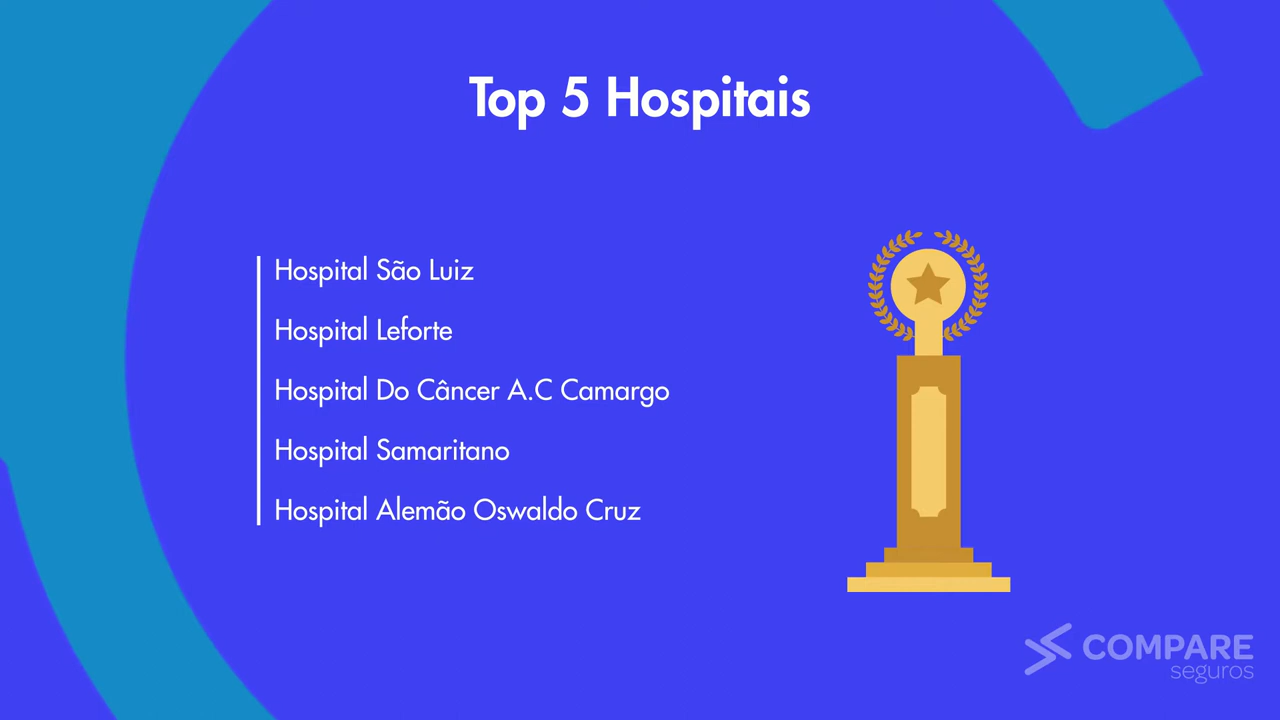 Top 5 Hospitais
Hospital São Luiz
Hospital Leforte
Hospital Do Câncer A.C Camargo
Hospital Samaritano
Hospital Alemão Oswaldo Cruz
COMPARE
seguros